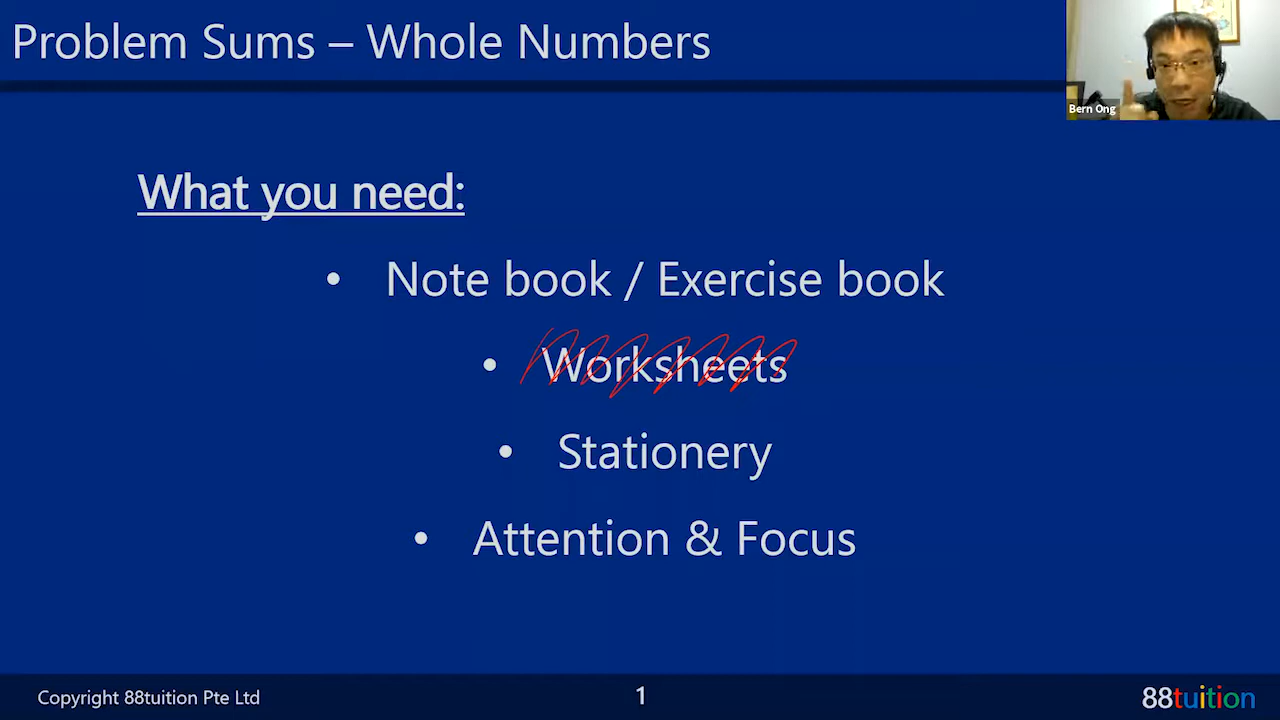 Problem Sums – Whole Numbers
Bern Ong
What you need:
• Note book / Exercise book
• Worksheets
• Stationery
• Attention & Focus
Copyright 88tuition Pte Ltd
1
88tuition